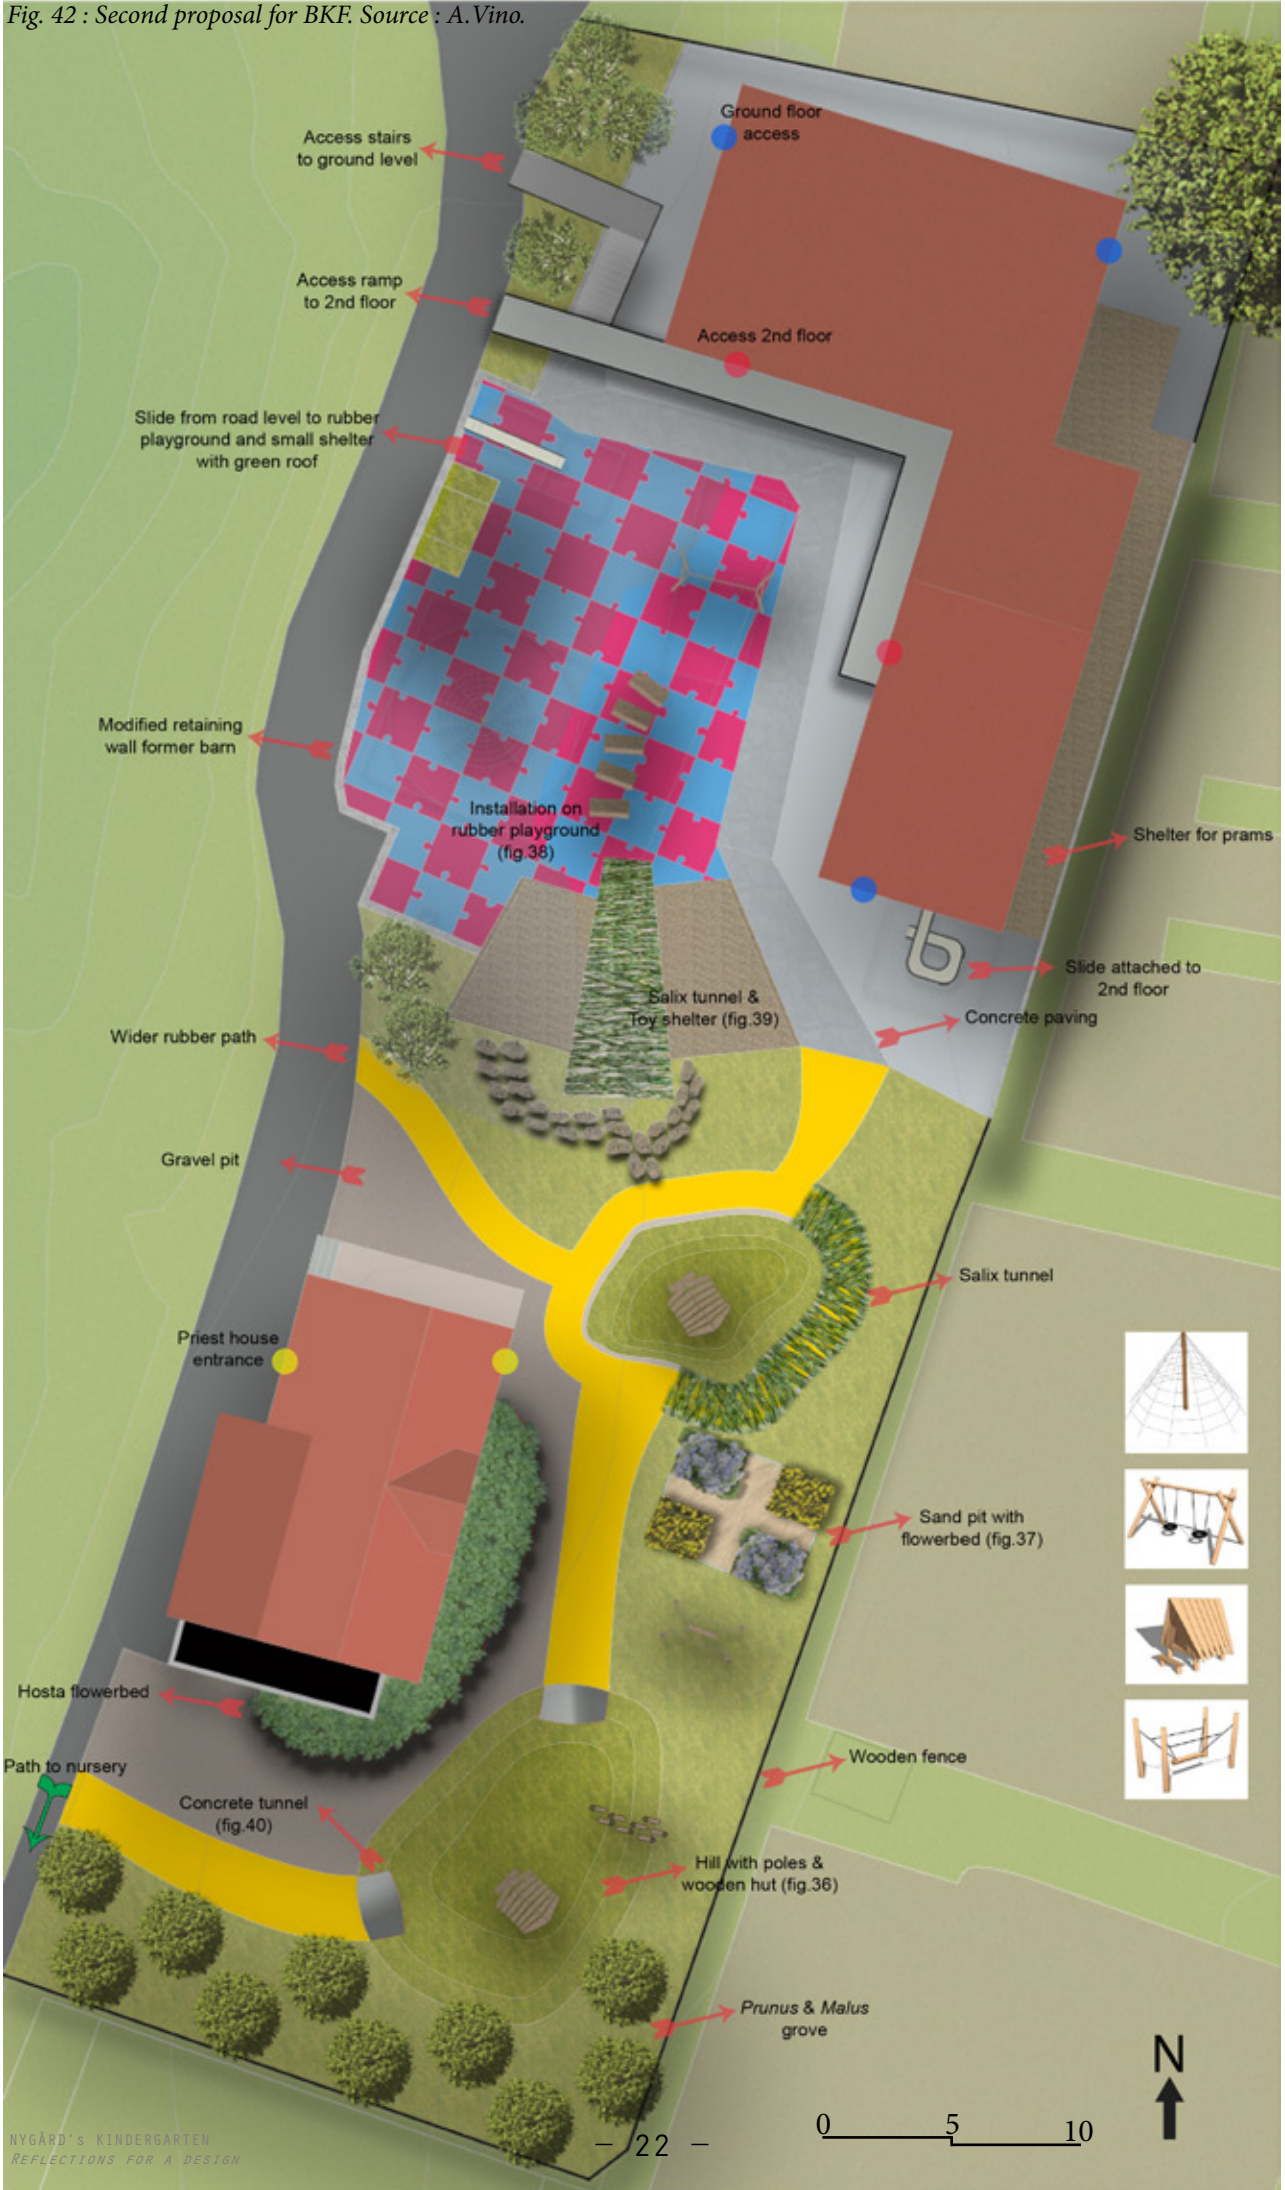 Fig. 42 : Second proposal for BKF. Source : A.Vino.
Ground floor
access
Access stairs
to ground level
Access ramp
to 2nd floor
Access 2nd floor
Slide from road level to rubber
playground and small shelter
with green roof
Modified retaining
wall former barn
Installation on
rubber playground
(fig.38)
Shelter for prams
Slide attached to
2nd floor
Salix tunnel &
Toy shelter (fig.39)
Concrete paving
Wider rubber path
Gravel pit
Salix tunnel
Priest house
entrance
Sand pit with
flowerbed (fig.37)
Hosta flowerbed
Wooden fence
Path to nursery
Concrete tunnel
(fig.40)
Hill with poles &
wooden hut (fig.36)
Prunus & Malus
grove
N
0 5 10
– 22 –
NYGÅRD's KINDERGARTEN
REFLECTIONS FOR A DESIGN